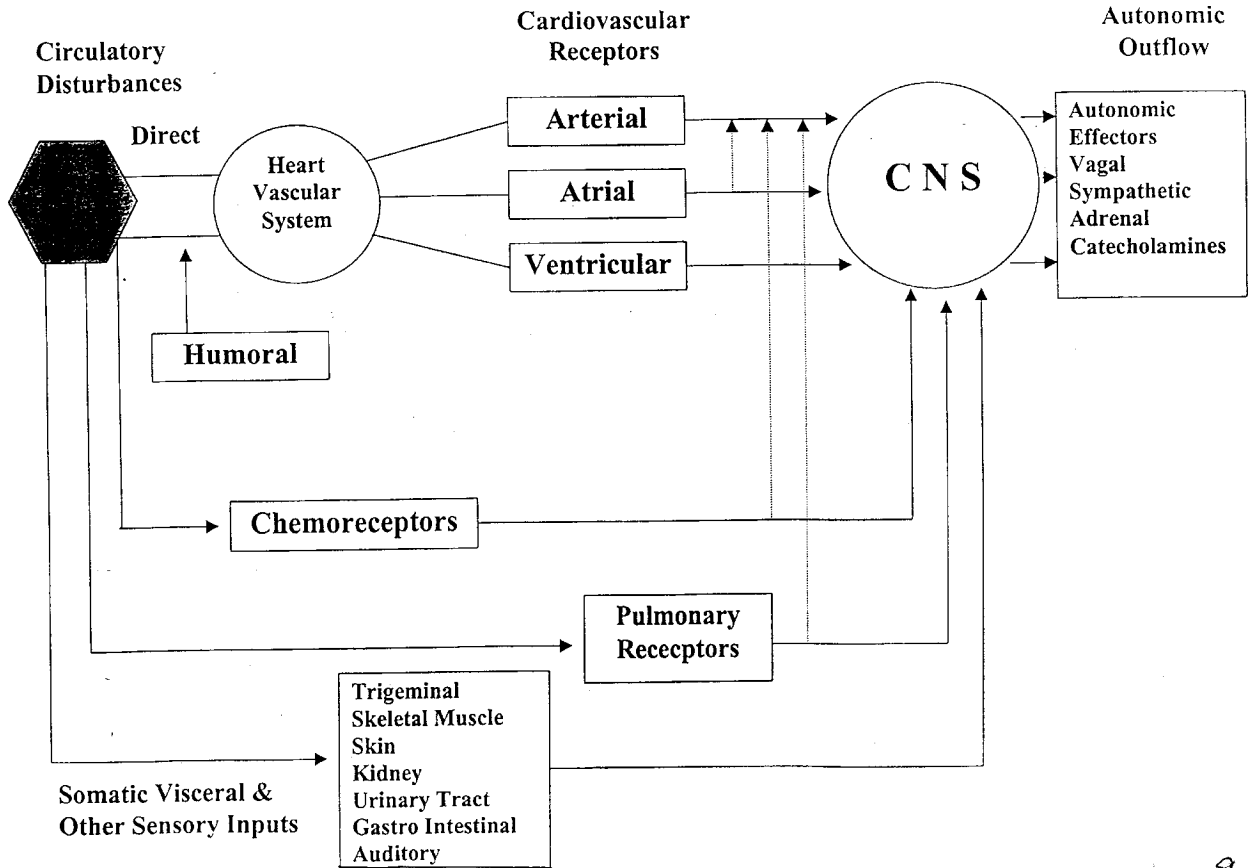 Circulatory
Disturbances
Cardiovascular
Receptors
Autonomic
Outflow
Direct
Heart
Vascular
System
Arterial
Atrial
Ventricular
C N S
Autonomic
Effectors
Vagal
Sympathetic
Adrenal
Catecholamines
Humoral
Chemoreceptors
Pulmonary
Rececptors
Trigeminal
Skeletal Muscle
Skin
Kidney
Urinary Tract
Gastro Intestinal
Auditory
Somatic Visceral &
Other Sensory Inputs